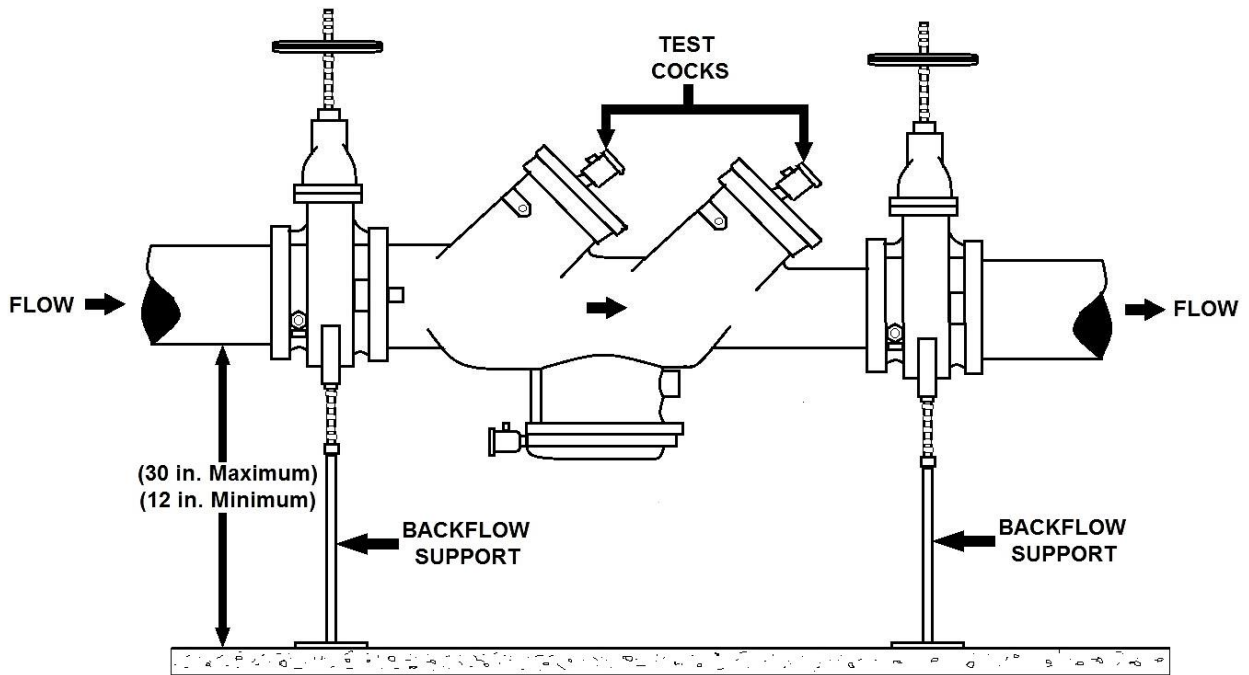 TEST
COCKS
FLOW
FLOW
(30 in. Maximum)
(12 in. Minimum)
BACKFLOW
SUPPORT
BACKFLOW
SUPPORT